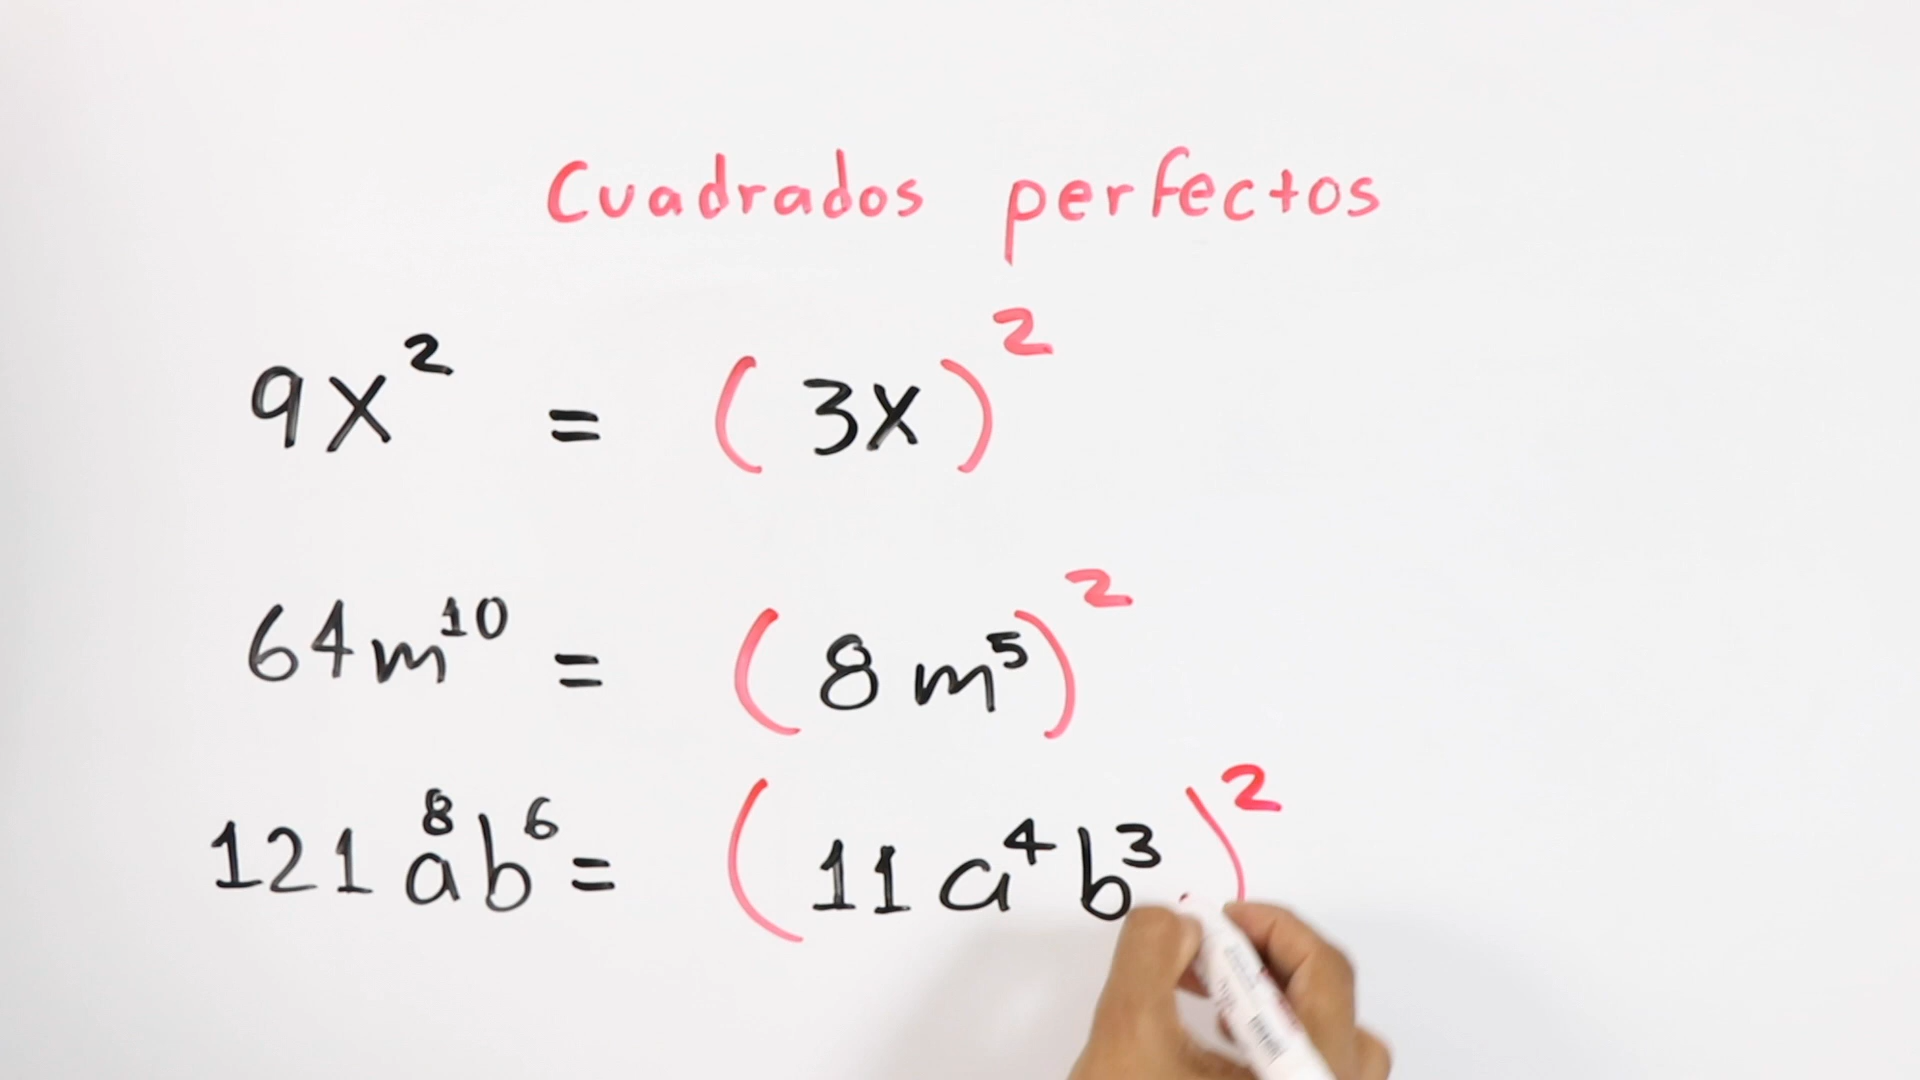 Cuadrados perfectos
9x² = (3x)²
64m¹⁰ = (8m⁵)²
121a⁸b⁶ = (11a⁴b³)²